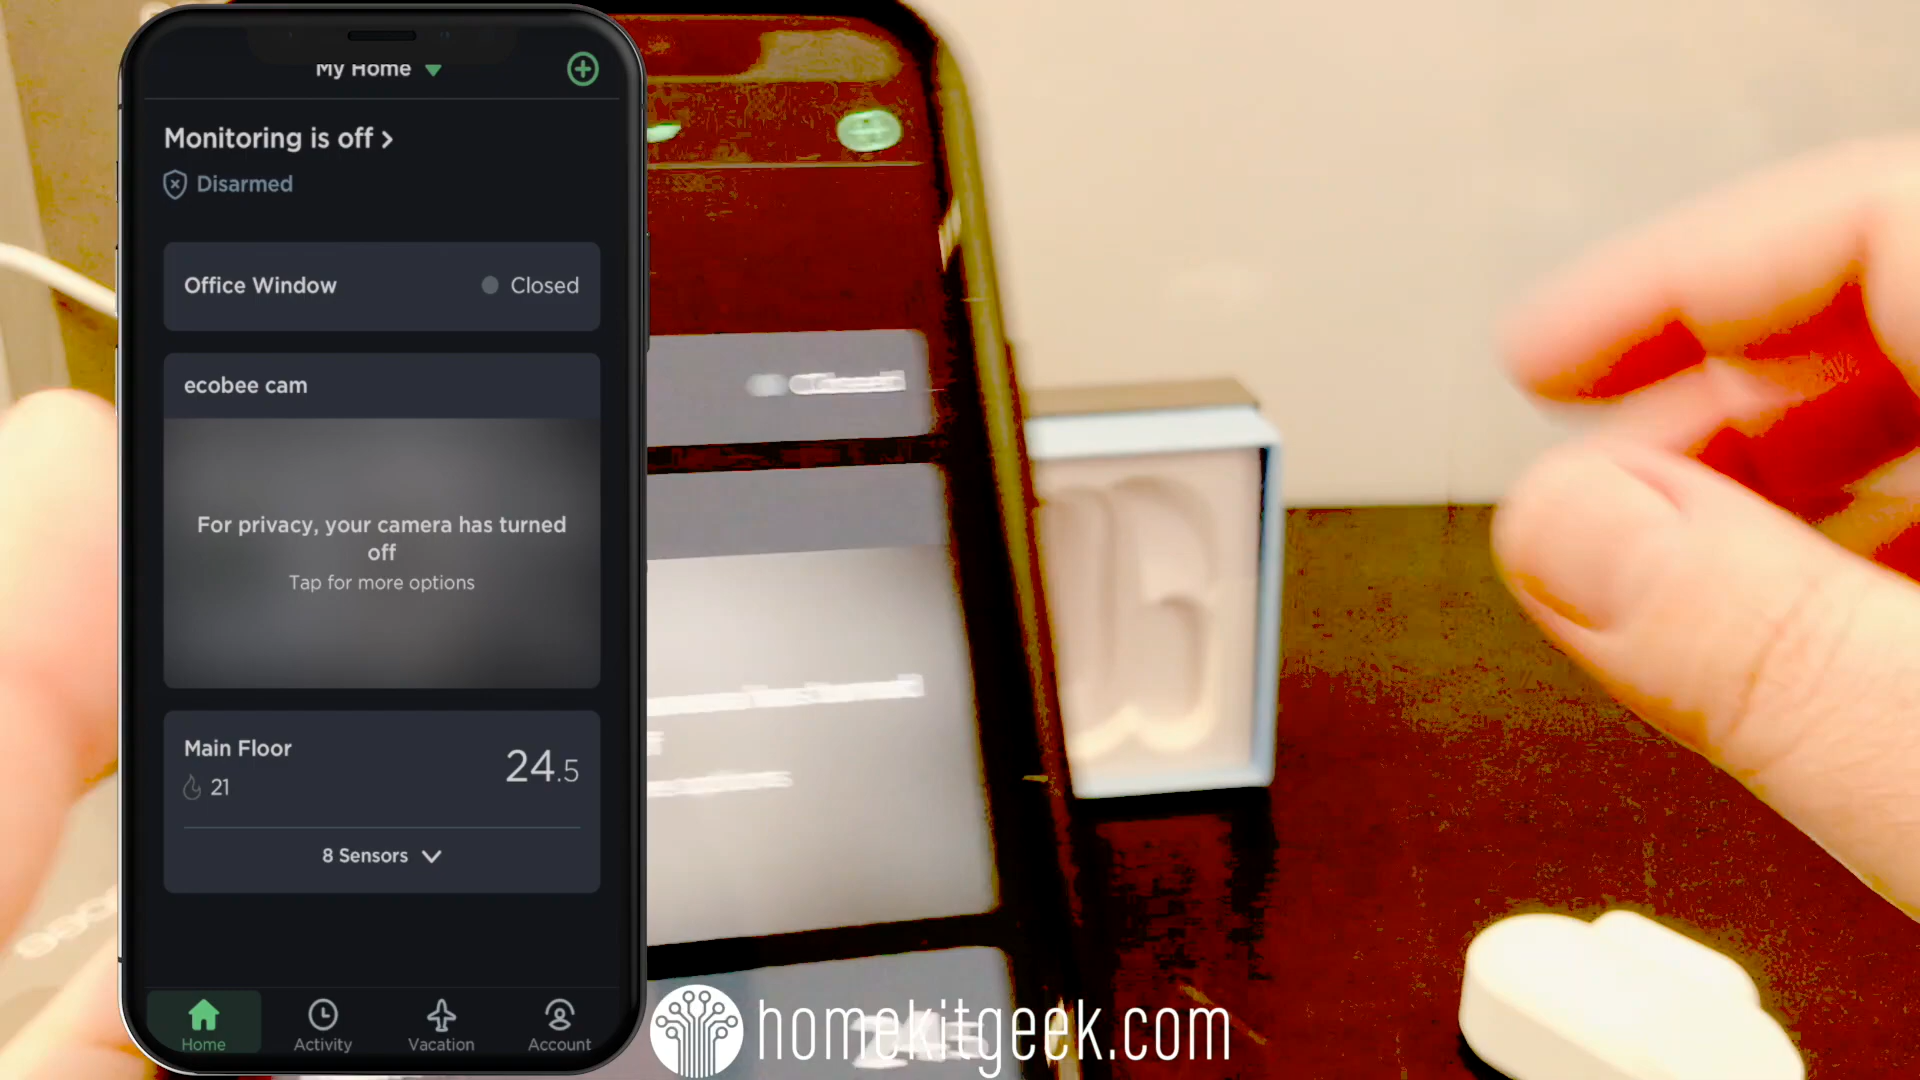 My Home
Monitoring is off >
Disarmed
Office Window
Closed
ecobee cam
For privacy, your camera has turned
off
Tap for more options
Main Floor
24.5
21
8 Sensors
Home
Activity
Vacation
Account
homekitgeek.com